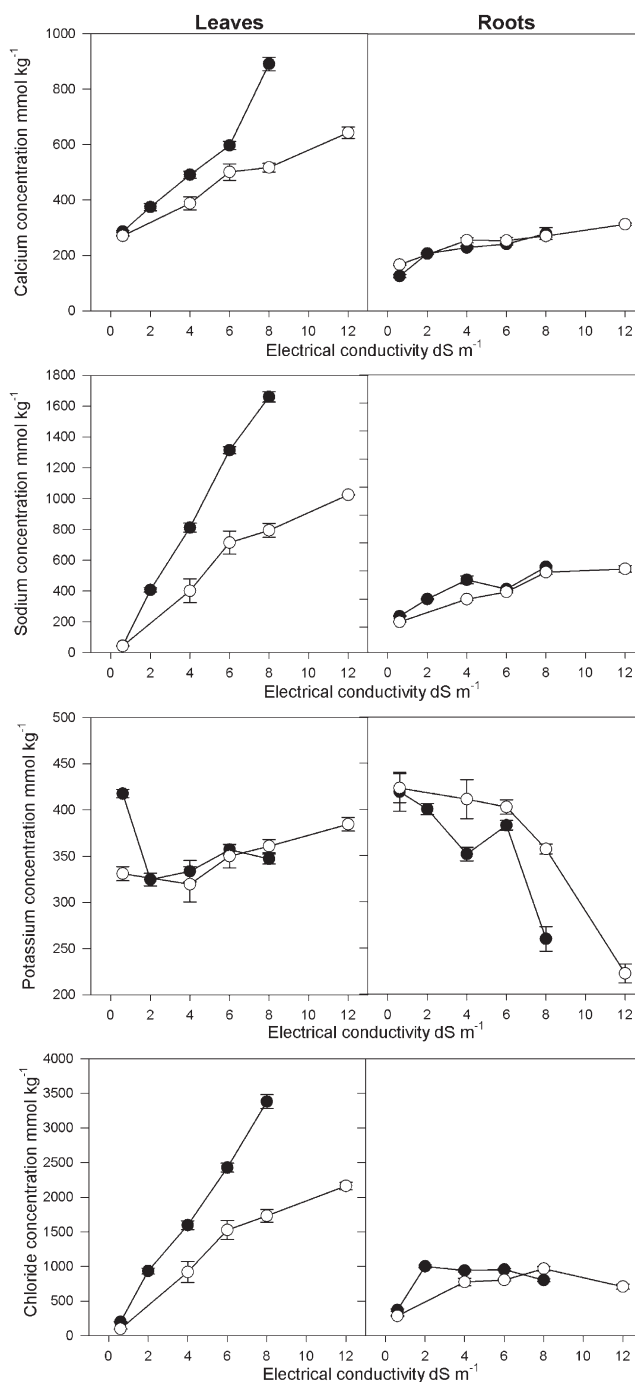 Leaves Roots
Calcium concentration mmol kg⁻¹
1000
800
600
400
200
0
0 2 4 6 8 10 12 0 2 4 6 8 10 12
Electrical conductivity dS m⁻¹
Sodium concentration mmol kg⁻¹
1800
1600
1400
1200
1000
800
600
400
200
0
0 2 4 6 8 10 12 0 2 4 6 8 10 12
Electrical conductivity dS m⁻¹
Potassium concentration mmol kg⁻¹
500
450
400
350
300
250
200
0 2 4 6 8 10 12 0 2 4 6 8 10 12
Electrical conductivity dS m⁻¹
Chloride concentration mmol kg⁻¹
4000
3500
3000
2500
2000
1500
1000
500
0
0 2 4 6 8 10 12 0 2 4 6 8 10 12
Electrical conductivity dS m⁻¹